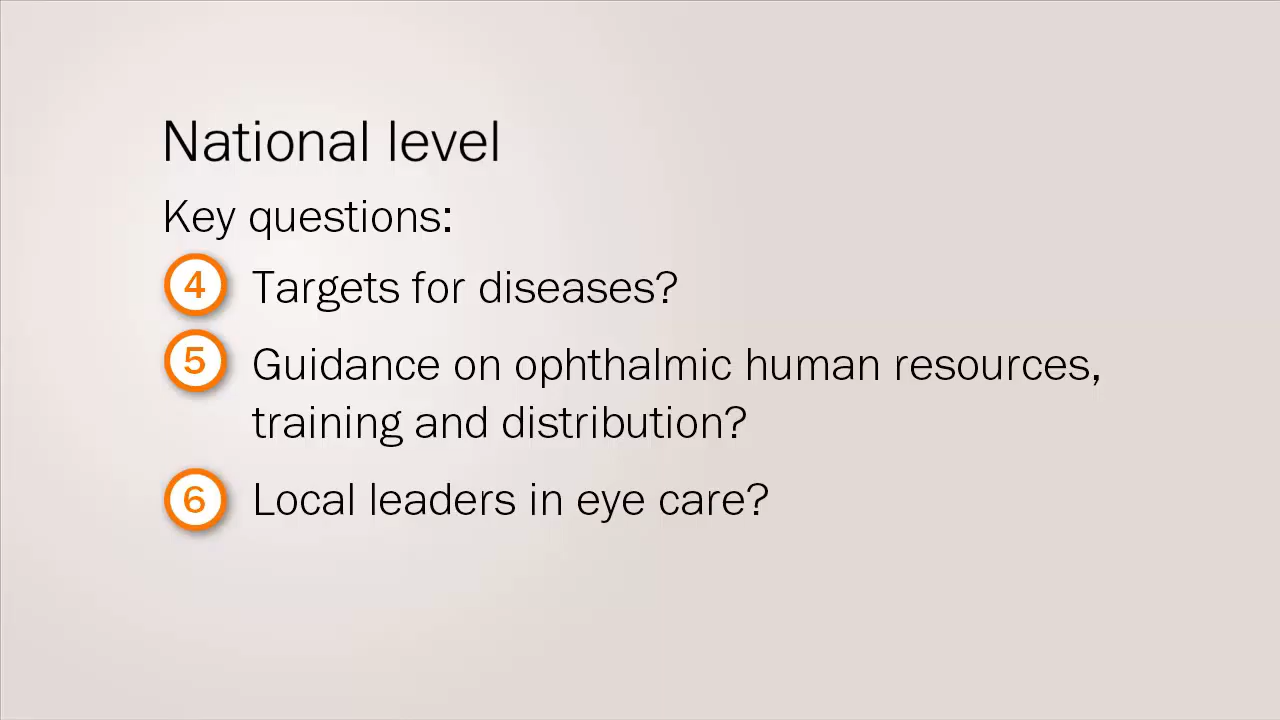 National level
Key questions:
4 Targets for diseases?
5 Guidance on ophthalmic human resources,
training and distribution?
6 Local leaders in eye care?